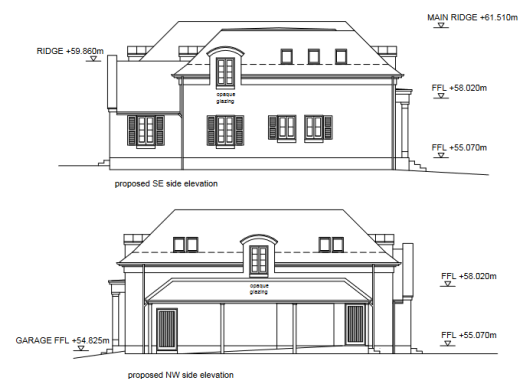 MAIN RIDGE +61.510m
RIDGE +59.860m
FFL +58.020m
opaque
glazing
FFL +55.070m
proposed SE side elevation
FFL +58.020m
opaque
glazing
GARAGE FFL +54.825m
FFL +55.070m
proposed NW side elevation